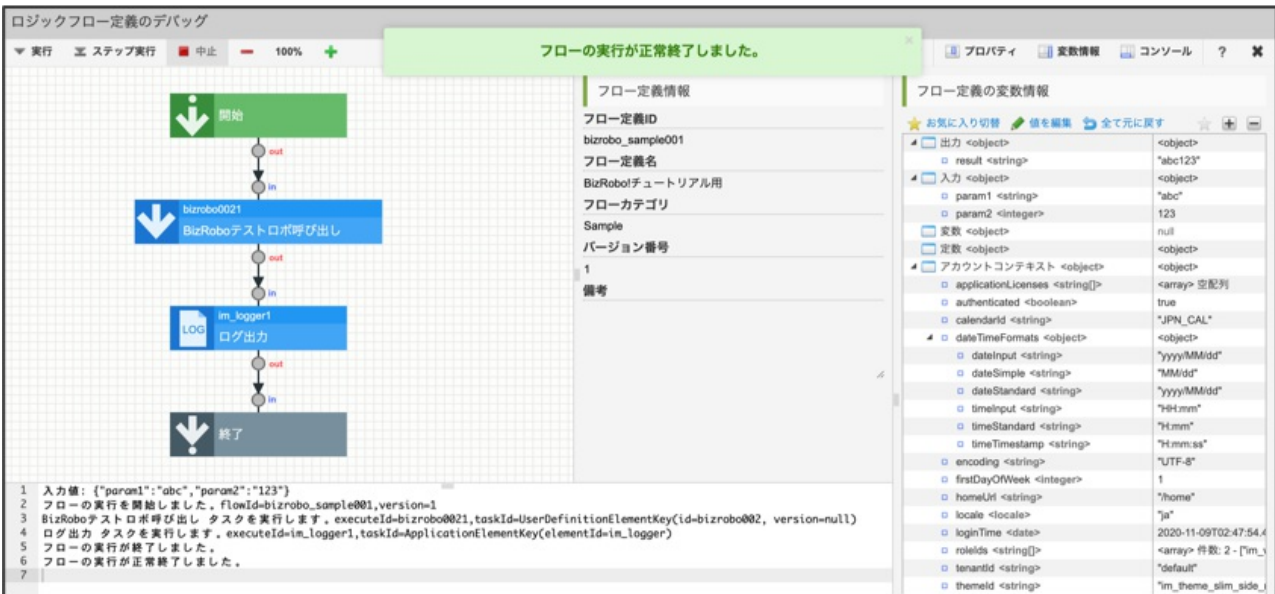 ロジックフロー定義のデバッグ
実行 ステップ実行 中止 100%
フローの実行が正常終了しました。
プロパティ 変数情報 コンソール ?
開始
out
in
bizrobo0021
BizRoboテストロボ呼び出し
out
in
LOG
im_logger1
ログ出力
out
in
終了
フロー定義情報
フロー定義ID
bizrobo_sample001
フロー定義名
BizRobo!チュートリアル用
フローカテゴリ
Sample
バージョン番号
1
備考
フロー定義の変数情報
お気に入り切替 値を編集 全て元に戻す
出力 <object> <object>
result <string> "abc123"
入力 <object> <object>
param1 <string> "abc"
param2 <integer> 123
変数 <object> null
定数 <object> <object>
アカウントコンテキスト <object> <object>
applicationLicenses <string[]> <array> 空配列
authenticated <boolean> true
calendarId <string> "JPN_CAL"
dateTimeFormats <object> <object>
dateInput <string> "yyyy/MM/dd"
dateSimple <string> "MM/dd"
dateStandard <string> "yyyy/MM/dd"
timeInput <string> "HH:mm"
timeStandard <string> "H:mm"
timeTimestamp <string> "H:mm:ss"
encoding <string> "UTF-8"
firstDayOfWeek <integer> 1
homeUrl <string> "/home"
locale <locale> "ja"
loginTime <date> 2020-11-09T02:47:54.4
roleIds <string[]> <array> 件数: 2 - ["im_
tenantId <string> "default"
themeId <string> "im_theme_slim_side_
1 入力値: {"param1":"abc","param2":"123"}
2 フローの実行を開始しました。flowId=bizrobo_sample001,version=1
3 BizRoboテストロボ呼び出し タスクを実行します。executeId=bizrobo0021,taskId=UserDefinitionElementKey(id=bizrobo002, version=null)
4 ログ出力 タスクを実行します。executeId=im_logger1,taskId=ApplicationElementKey(elementId=im_logger)
5 フローの実行が終了しました。
6 フローの実行が正常終了しました。
7